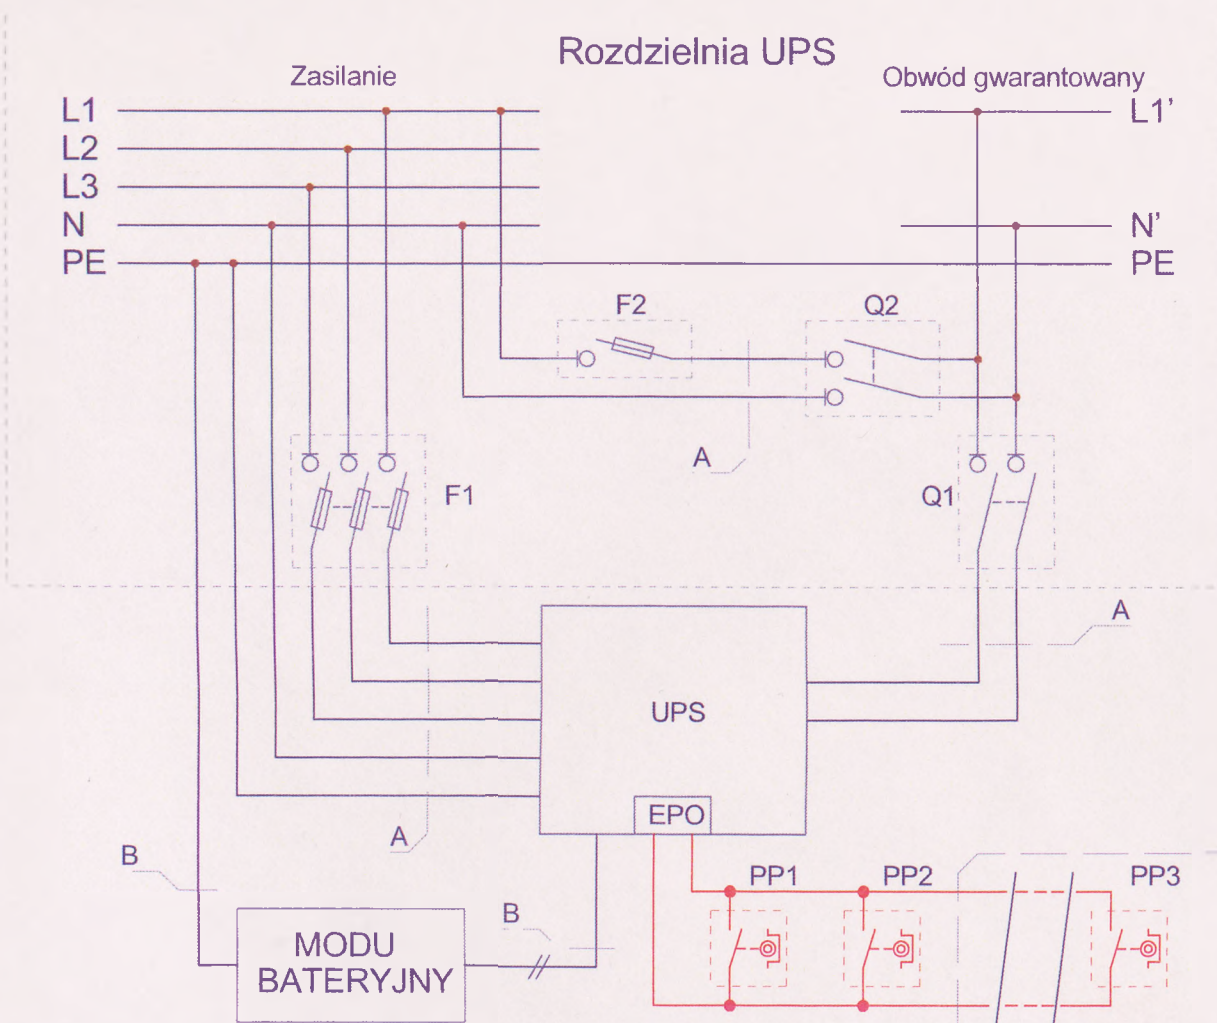 Rozdzielnia UPS
Zasilanie
Obwód gwarantowany
L1
L1’
L2
L3
N
N’
PE
PE
F2
Q2
A
F1
Q1
A
UPS
EPO
A
B
PP1
PP2
PP3
B
MODU
BATERYJNY